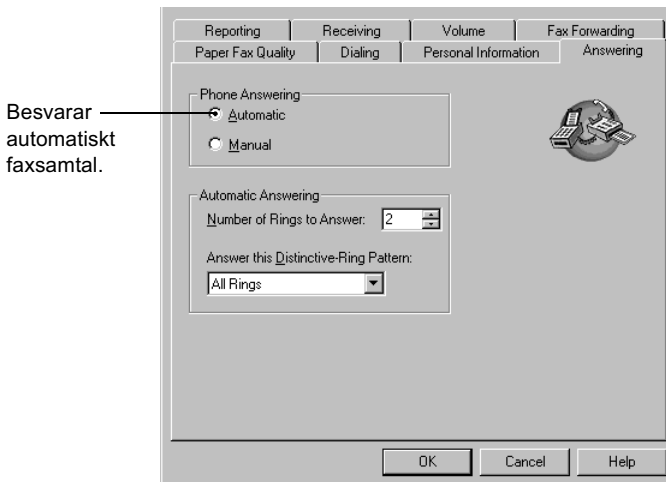 Reporting Receiving Volume Fax Forwarding
Paper Fax Quality Dialing Personal Information Answering
Besvarar
automatiskt
faxsamtal.
Phone Answering
Automatic
Manual
Automatic Answering
Number of Rings to Answer: 2
Answer this Distinctive-Ring Pattern:
All Rings
OK Cancel Help